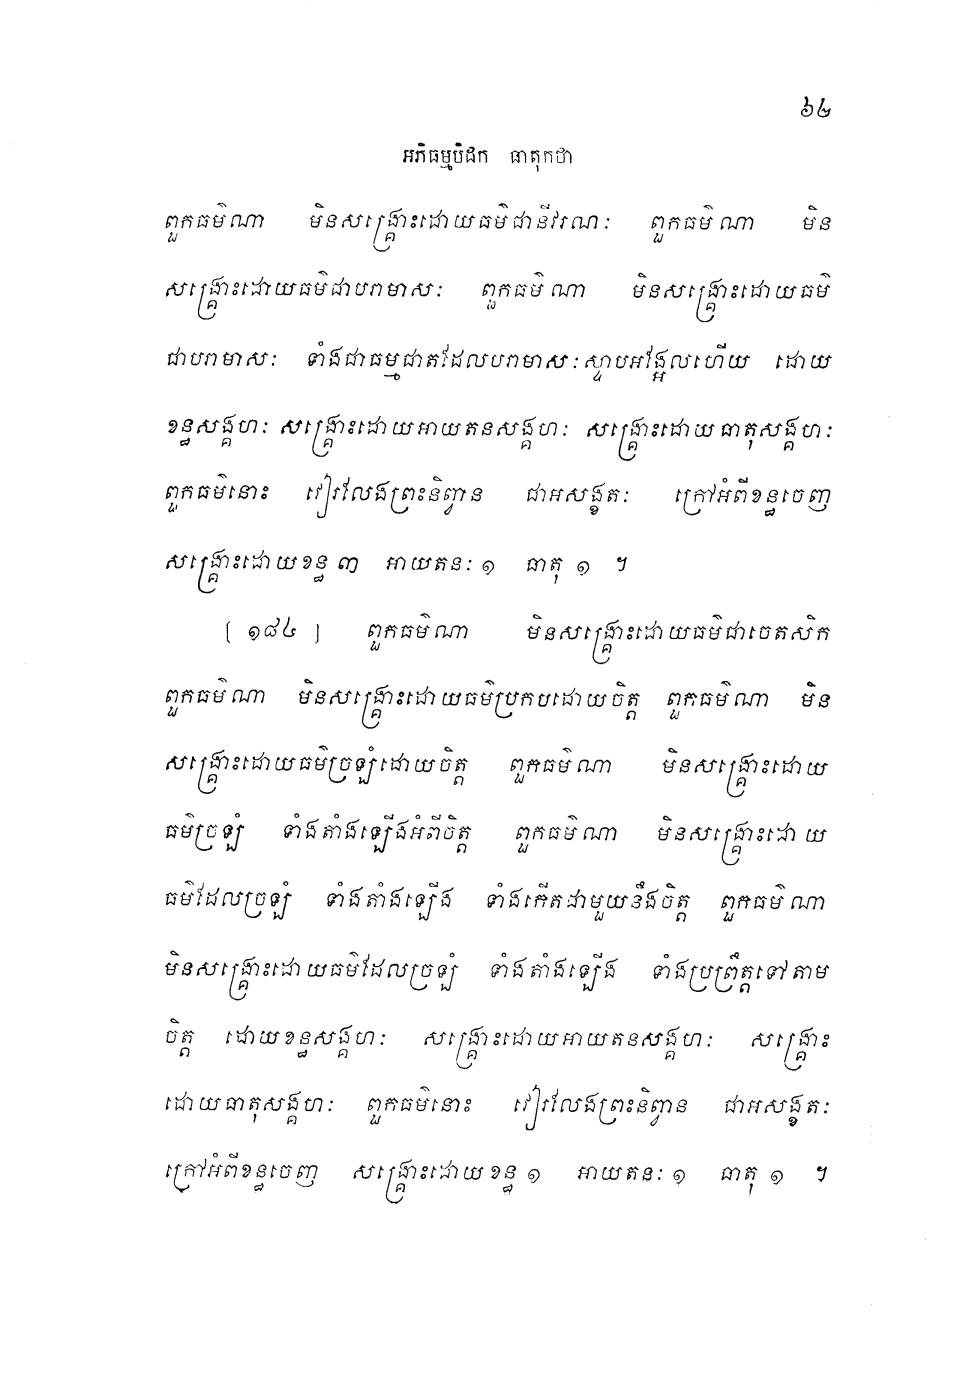 ៦៤
អភិធម្មបិដក ធាតុកថា
ពួកធម៌ណា មិនសង្គ្រោះដោយធម៌ជានីវរណៈ ពួកធម៌ណា មិន
សង្គ្រោះដោយធម៌ជាបរាមាសៈ ពួកធម៌ណា មិនសង្គ្រោះដោយធម៌
ជាបរាមាសៈ ទាំងជាធម្មជាតដែលបរាមាសៈស្ទាបអង្អែលហើយ ដោយ
ខន្ធសង្គហៈ សង្គ្រោះដោយអាយតនសង្គហៈ សង្គ្រោះដោយធាតុសង្គហៈ
ពួកធម៌នោះ វៀរលែងព្រះនិព្វាន ជាអសង្ខតៈ ក្រៅអំពីខន្ធចេញ
សង្គ្រោះដោយខន្ធ ៣ អាយតនៈ ១ ធាតុ ១ ។
[ ១៨៤ ] ពួកធម៌ណា មិនសង្គ្រោះដោយធម៌ជាចេតសិក
ពួកធម៌ណា មិនសង្គ្រោះដោយធម៌ប្រកបដោយចិត្ត ពួកធម៌ណា មិន
សង្គ្រោះដោយធម៌ច្រឡំដោយចិត្ត ពួកធម៌ណា មិនសង្គ្រោះដោយ
ធម៌ច្រឡំ ទាំងតាំងឡើងអំពីចិត្ត ពួកធម៌ណា មិនសង្គ្រោះដោយ
ធម៌ដែលច្រឡំ ទាំងតាំងឡើង ទាំងកើតជាមួយនឹងចិត្ត ពួកធម៌ណា
មិនសង្គ្រោះដោយធម៌ដែលច្រឡំ ទាំងតាំងឡើង ទាំងប្រព្រឹត្តទៅតាម
ចិត្ត ដោយខន្ធសង្គហៈ សង្គ្រោះដោយអាយតនសង្គហៈ សង្គ្រោះ
ដោយធាតុសង្គហៈ ពួកធម៌នោះ វៀរលែងព្រះនិព្វាន ជាអសង្ខតៈ
ក្រៅអំពីខន្ធចេញ សង្គ្រោះដោយខន្ធ ១ អាយតនៈ ១ ធាតុ ១ ។